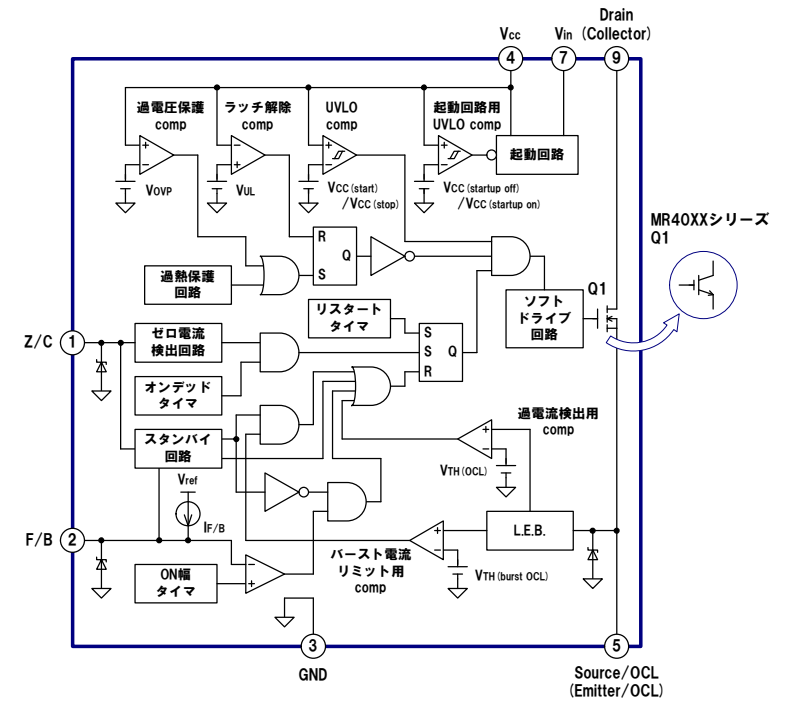 Drain
(Collector)
Vcc
Vin
4
7
9
過電圧保護
comp
ラッチ解除
comp
UVLO
comp
起動回路用
UVLO comp
起動回路
VOVP
VUL
VCC (start)
/VCC (stop)
VCC (startup off)
/VCC (startup on)
MR40XXシリーズ
Q1
R
S
Q
過熱保護
回路
Q1
ソフト
ドライブ
回路
リスタート
タイマ
S
S
R
Q
Z/C
1
ゼロ電流
検出回路
オンデッド
タイマ
スタンバイ
回路
過電流検出用
comp
VTH (OCL)
Vref
IF/B
F/B
2
L.E.B.
ON幅
タイマ
バースト電流
リミット用
comp
VTH (burst OCL)
3
GND
5
Source/OCL
(Emitter/OCL)
+
−
−
+
+
−
+
−
+
−
+
−
−
+